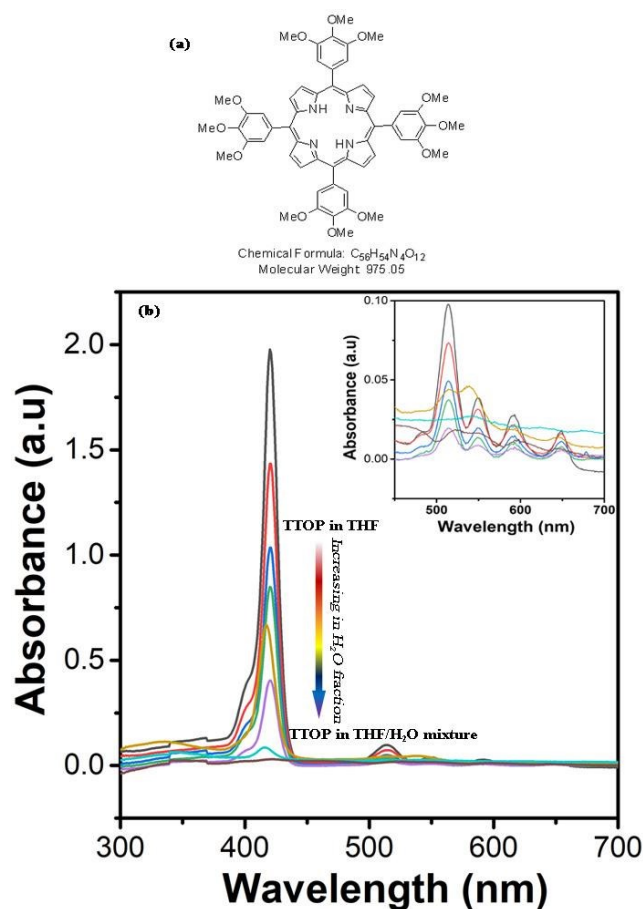 (a)
OMe
MeO OMe
MeO OMe
NH N
N HN
MeO OMe
MeO OMe
MeO OMe
MeO OMe
OMe
Chemical Formula: C₅₆H₅₄N₄O₁₂
Molecular Weight: 975.05
(b)
Absorbance (a.u)
2.0
1.5
1.0
0.5
0.0
300 400 500 600 700
Wavelength (nm)
Absorbance (a.u)
0.10
0.05
0.00
500 600 700
Wavelength (nm)
TTOP in THF
Increasing in H₂O fraction
TTOP in THF/H₂O mixture